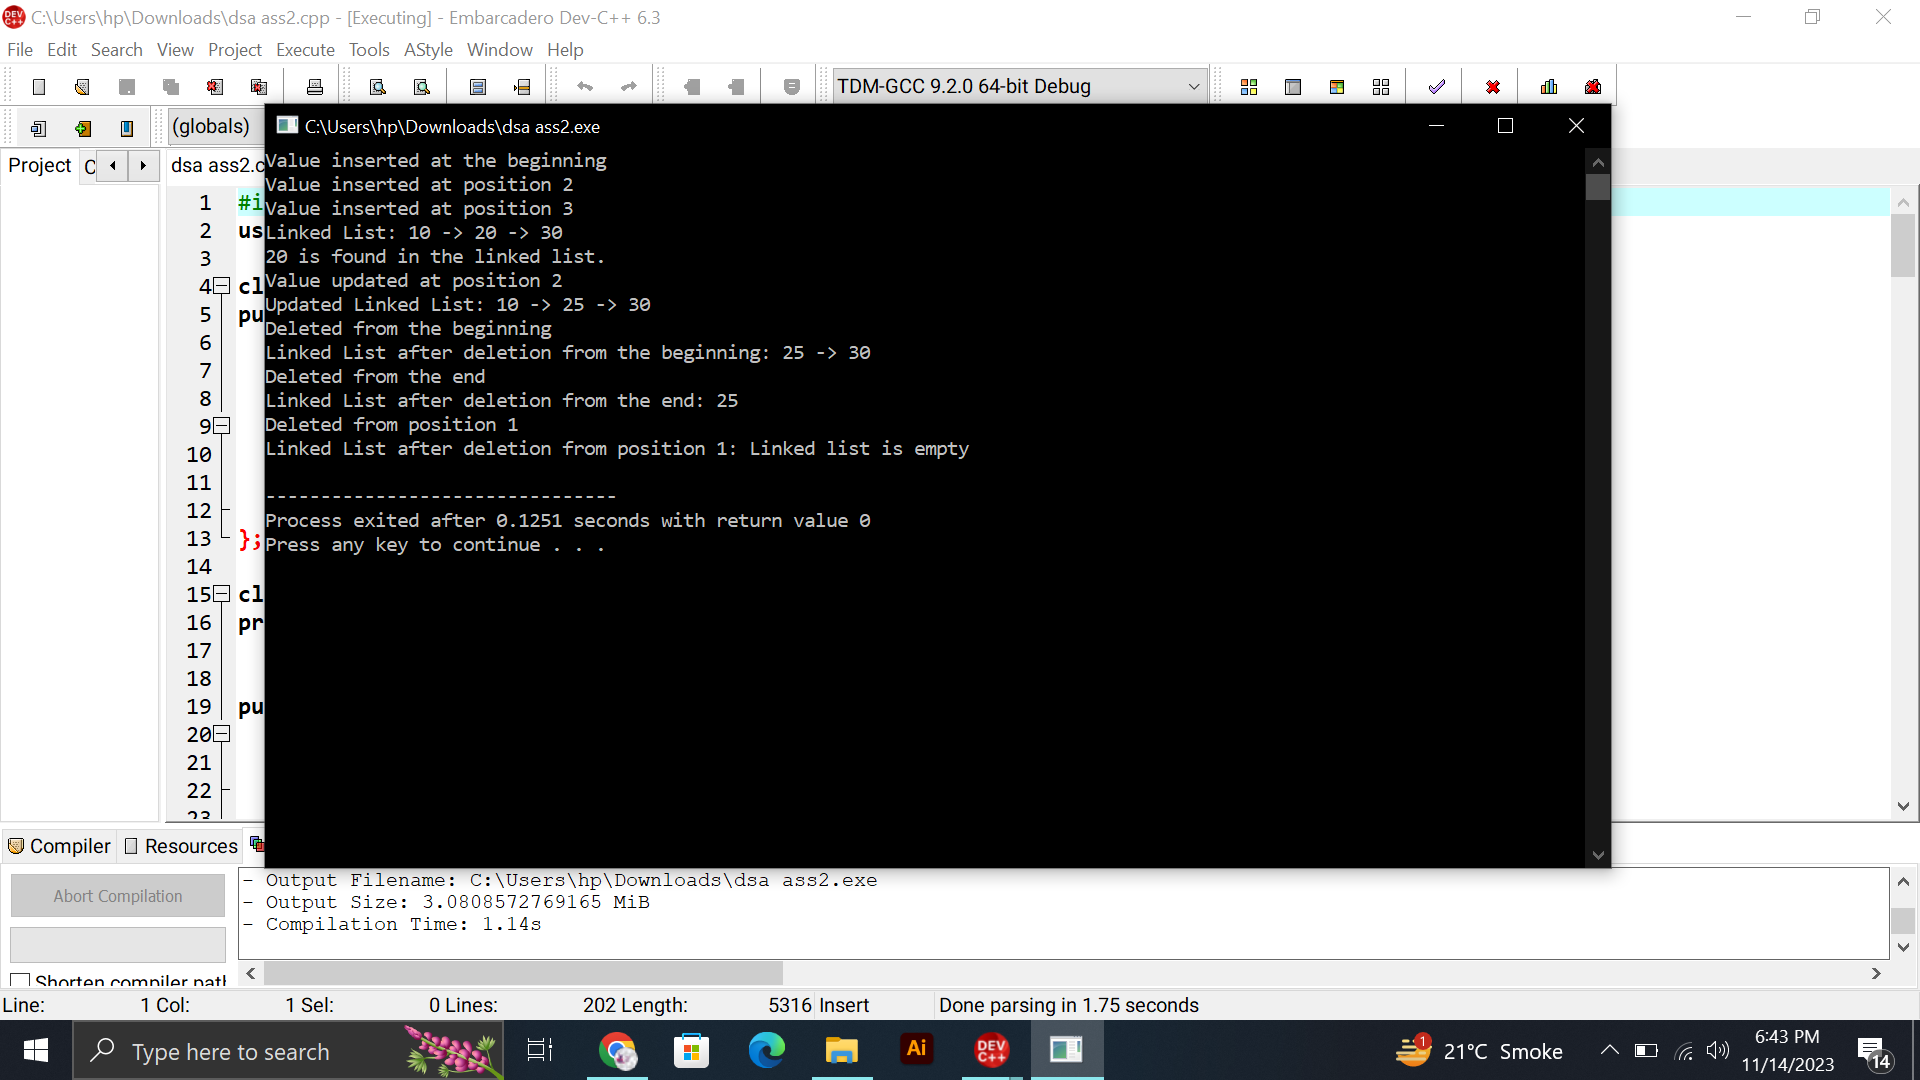 C:\Users\hp\Downloads\dsa ass2.cpp - [Executing] - Embarcadero Dev-C++ 6.3
File Edit Search View Project Execute Tools AStyle Window Help
TDM-GCC 9.2.0 64-bit Debug
(globals)
C:\Users\hp\Downloads\dsa ass2.exe
Project
dsa ass2.c
Value inserted at the beginning
Value inserted at position 2
Value inserted at position 3
Linked List: 10 -> 20 -> 30
20 is found in the linked list.
Value updated at position 2
Updated Linked List: 10 -> 25 -> 30
Deleted from the beginning
Linked List after deletion from the beginning: 25 -> 30
Deleted from the end
Linked List after deletion from the end: 25
Deleted from position 1
Linked List after deletion from position 1: Linked list is empty
--------------------------------
Process exited after 0.1251 seconds with return value 0
Press any key to continue . . .
1 #i
2 us
3
4 cl
5 pu
6
7
8
9
10
11
12
13 };
14
15 cl
16 pr
17
18
19 pu
20
21
22
23
Compiler Resources
Abort Compilation
Shorten compiler path
- Output Filename: C:\Users\hp\Downloads\dsa ass2.exe
- Output Size: 3.0808572769165 MiB
- Compilation Time: 1.14s
Line: 1 Col: 1 Sel: 0 Lines: 202 Length: 5316 Insert Done parsing in 1.75 seconds
Type here to search
Ai
DEV C++
1
21°C Smoke
6:43 PM
11/14/2023
14